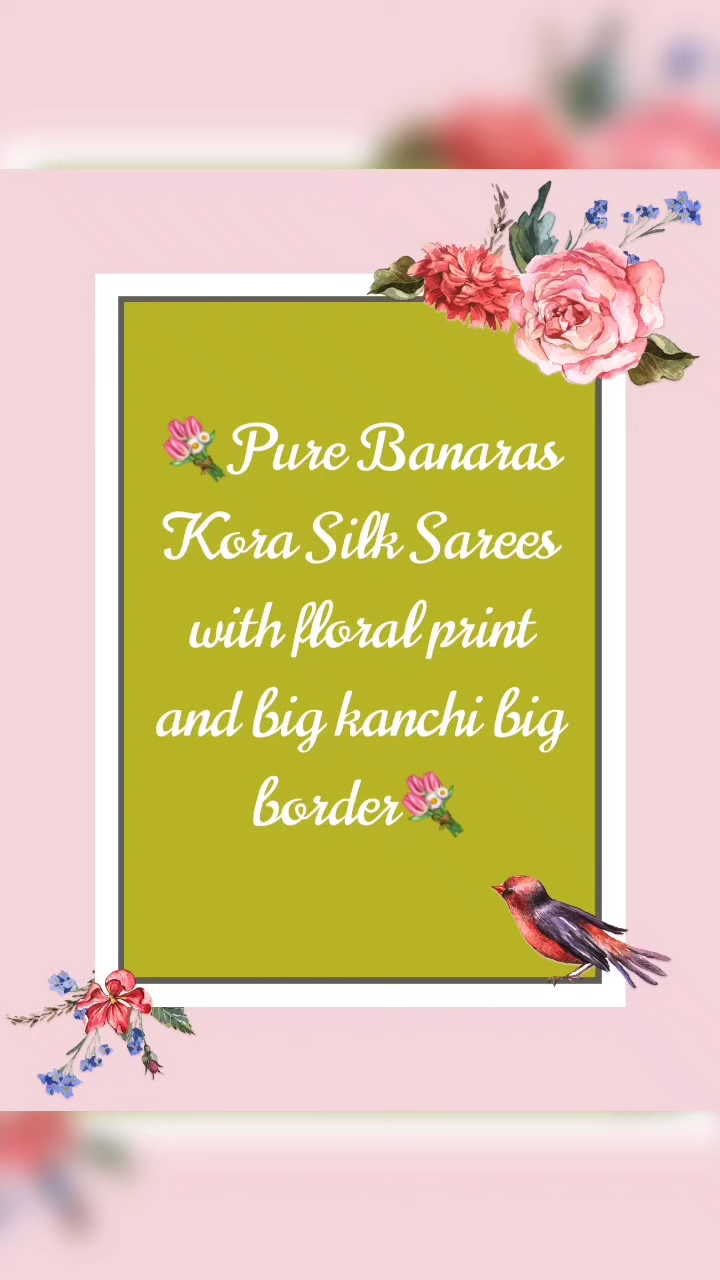 💐Pure Banaras
Kora Silk Sarees
with floral print
and big kanchi big
border💐